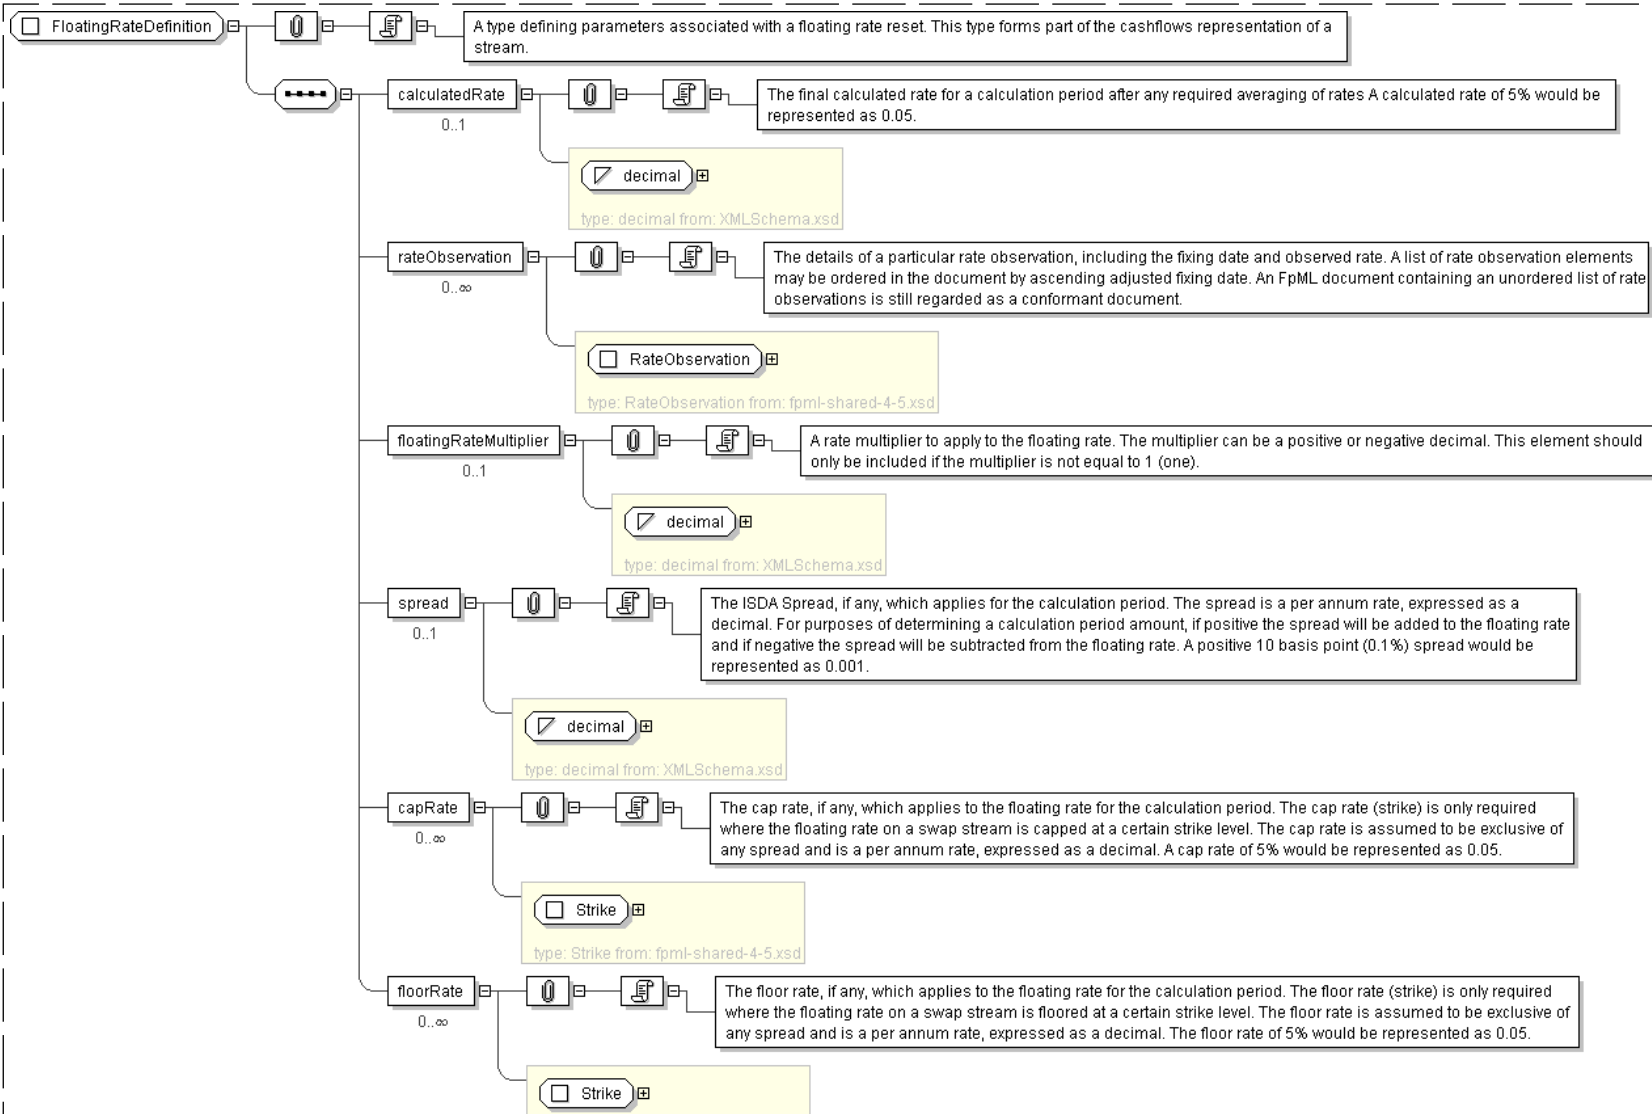 FloatingRateDefinition
A type defining parameters associated with a floating rate reset. This type forms part of the cashflows representation of a
stream.
calculatedRate
0..1
The final calculated rate for a calculation period after any required averaging of rates A calculated rate of 5% would be
represented as 0.05.
decimal
type: decimal from: XMLSchema.xsd
rateObservation
0..∞
The details of a particular rate observation, including the fixing date and observed rate. A list of rate observation elements
may be ordered in the document by ascending adjusted fixing date. An FpML document containing an unordered list of rate
observations is still regarded as a conformant document.
RateObservation
type: RateObservation from: fpml-shared-4-5.xsd
floatingRateMultiplier
0..1
A rate multiplier to apply to the floating rate. The multiplier can be a positive or negative decimal. This element should
only be included if the multiplier is not equal to 1 (one).
decimal
type: decimal from: XMLSchema.xsd
spread
0..1
The ISDA Spread, if any, which applies for the calculation period. The spread is a per annum rate, expressed as a
decimal. For purposes of determining a calculation period amount, if positive the spread will be added to the floating rate
and if negative the spread will be subtracted from the floating rate. A positive 10 basis point (0.1%) spread would be
represented as 0.001.
decimal
type: decimal from: XMLSchema.xsd
capRate
0..∞
The cap rate, if any, which applies to the floating rate for the calculation period. The cap rate (strike) is only required
where the floating rate on a swap stream is capped at a certain strike level. The cap rate is assumed to be exclusive of
any spread and is a per annum rate, expressed as a decimal. A cap rate of 5% would be represented as 0.05.
Strike
type: Strike from: fpml-shared-4-5.xsd
floorRate
0..∞
The floor rate, if any, which applies to the floating rate for the calculation period. The floor rate (strike) is only required
where the floating rate on a swap stream is floored at a certain strike level. The floor rate is assumed to be exclusive of
any spread and is a per annum rate, expressed as a decimal. The floor rate of 5% would be represented as 0.05.
Strike